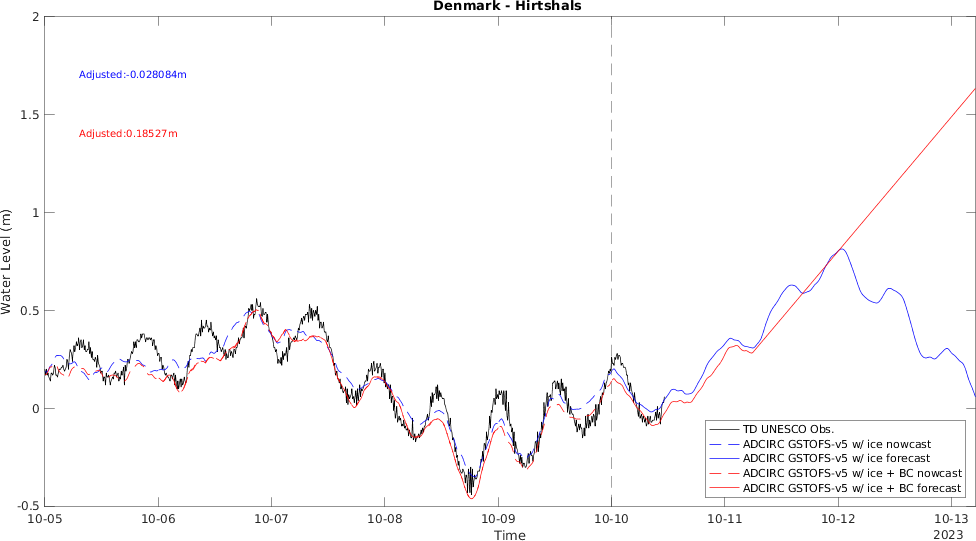 Denmark - Hirtshals
2
1.5
1
0.5
0
-0.5
Water Level (m)
Adjusted:-0.028084m
Adjusted:0.18527m
TD UNESCO Obs.
ADCIRC GSTOFS-v5 w/ ice nowcast
ADCIRC GSTOFS-v5 w/ ice forecast
ADCIRC GSTOFS-v5 w/ice + BC nowcast
ADCIRC GSTOFS-v5 w/ice + BC forecast
10-05 10-06 10-07 10-08 10-09 10-10 10-11 10-12 10-13
2023
Time